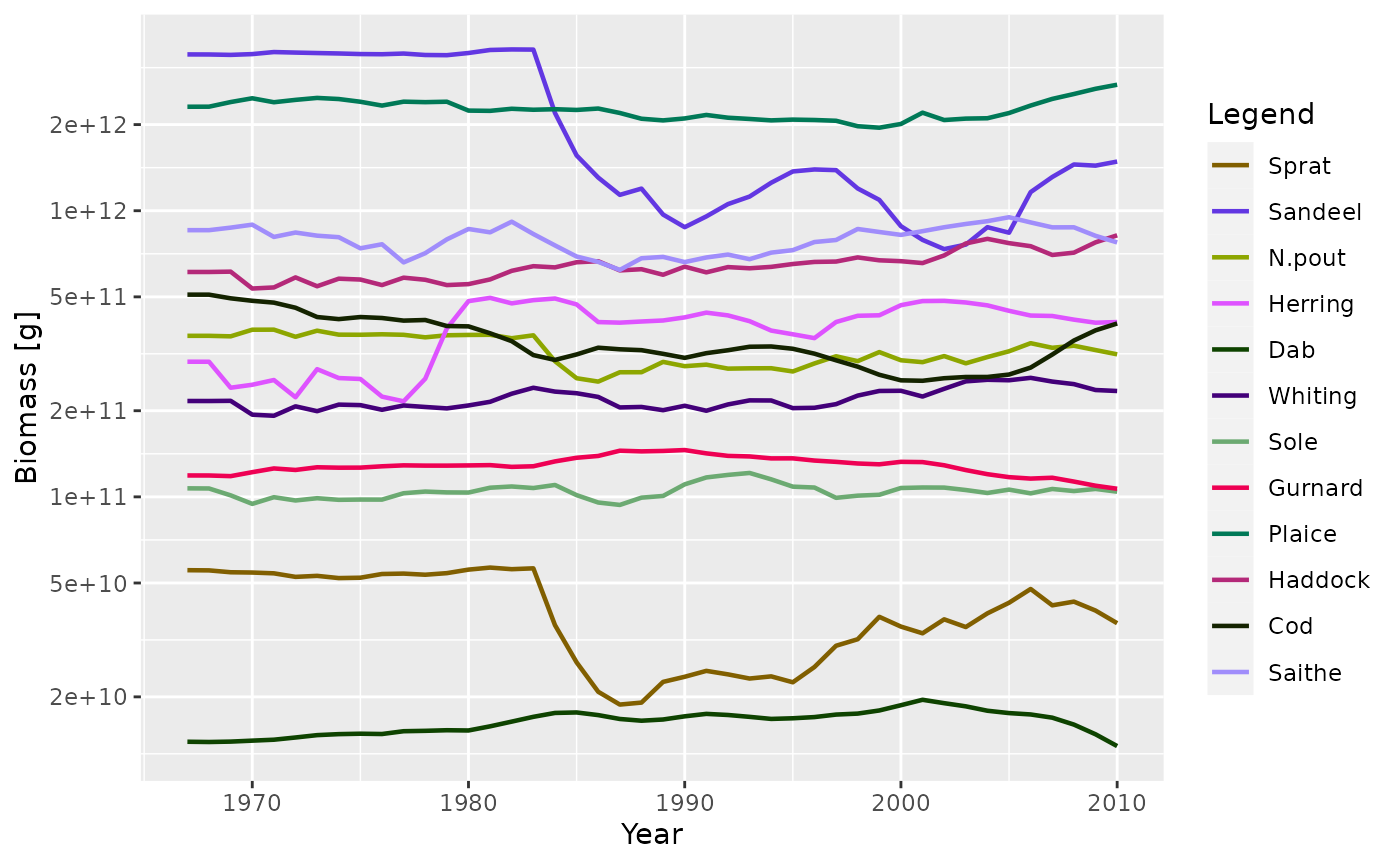 Biomass [g]
2e+12
1e+12
5e+11
2e+11
1e+11
5e+10
2e+10
1970 1980 1990 2000 2010
Year
Legend
Sprat
Sandeel
N.pout
Herring
Dab
Whiting
Sole
Gurnard
Plaice
Haddock
Cod
Saithe